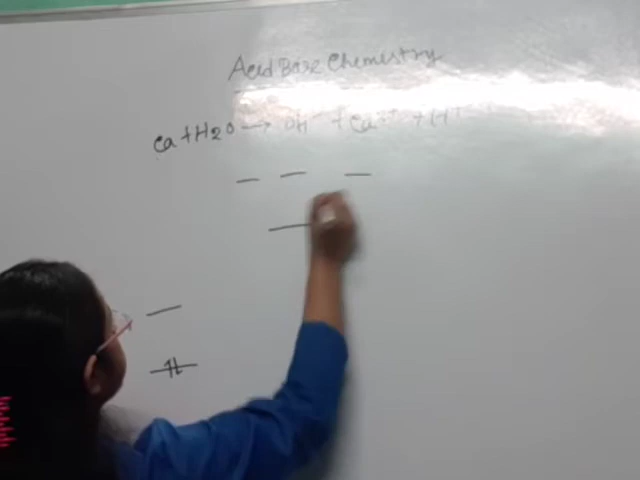 Acid Base Chemistry
Ca + H2O → OH⁻ + Ca²⁺ + H⁺